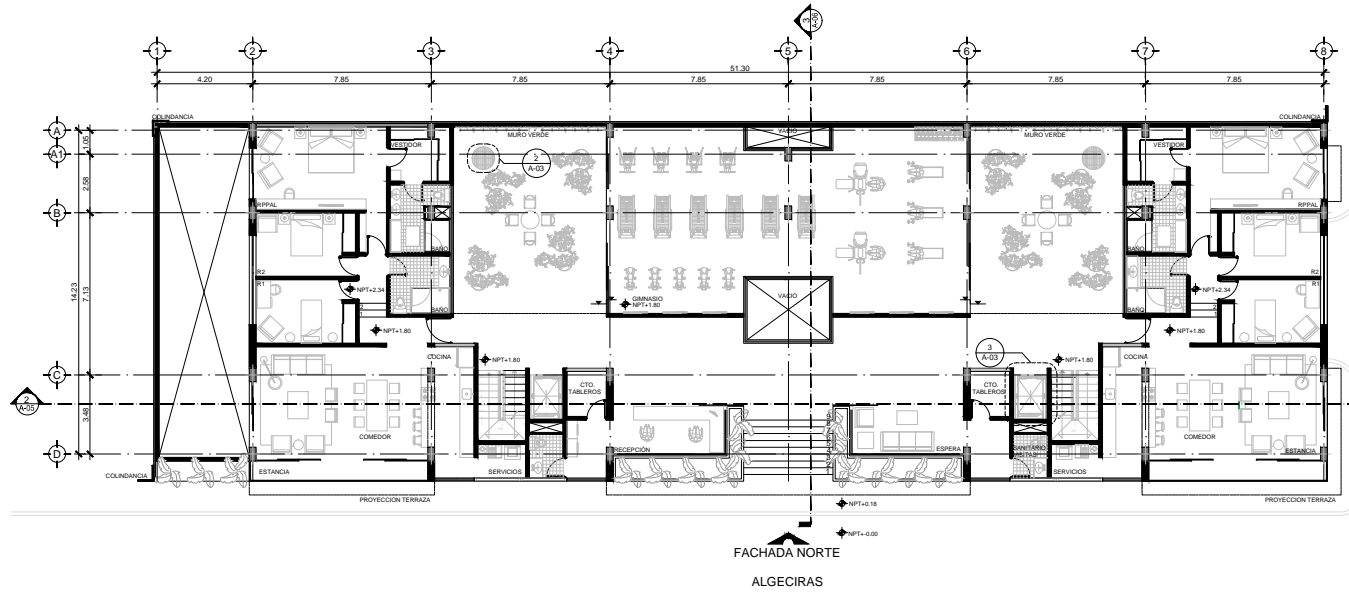 3
A-06
1
2
3
4
5
6
7
8
51.30
4.20
7.85
7.85
7.85
7.85
7.85
7.85
COLINDANCIA
COLINDANCIA
A
A1
B
C
D
1.05
2.58
7.13
3.48
14.23
MURO VERDE
VACIO
MURO VERDE
VESTIDOR
VESTIDOR
2
A-03
RPPAL
RPPAL
BAÑO
BAÑO
R2
R2
R1
R1
NPT+2.34
NPT+2.34
GIMNASIO
NPT+1.80
VACIO
BAÑO
BAÑO
NPT+1.80
NPT+1.80
COCINA
NPT+1.80
3
A-03
NPT+1.80
COCINA
CTO.
TABLEROS
CTO.
TABLEROS
2
A-05
COMEDOR
COMEDOR
RECEPCIÓN
ESPERA
SANITARIO
VISITAS
ESTANCIA
ESTANCIA
SERVICIOS
SERVICIOS
COLINDANCIA
PROYECCION TERRAZA
PROYECCION TERRAZA
NPT+0.18
NPT+-0.00
FACHADA NORTE
ALGECIRAS